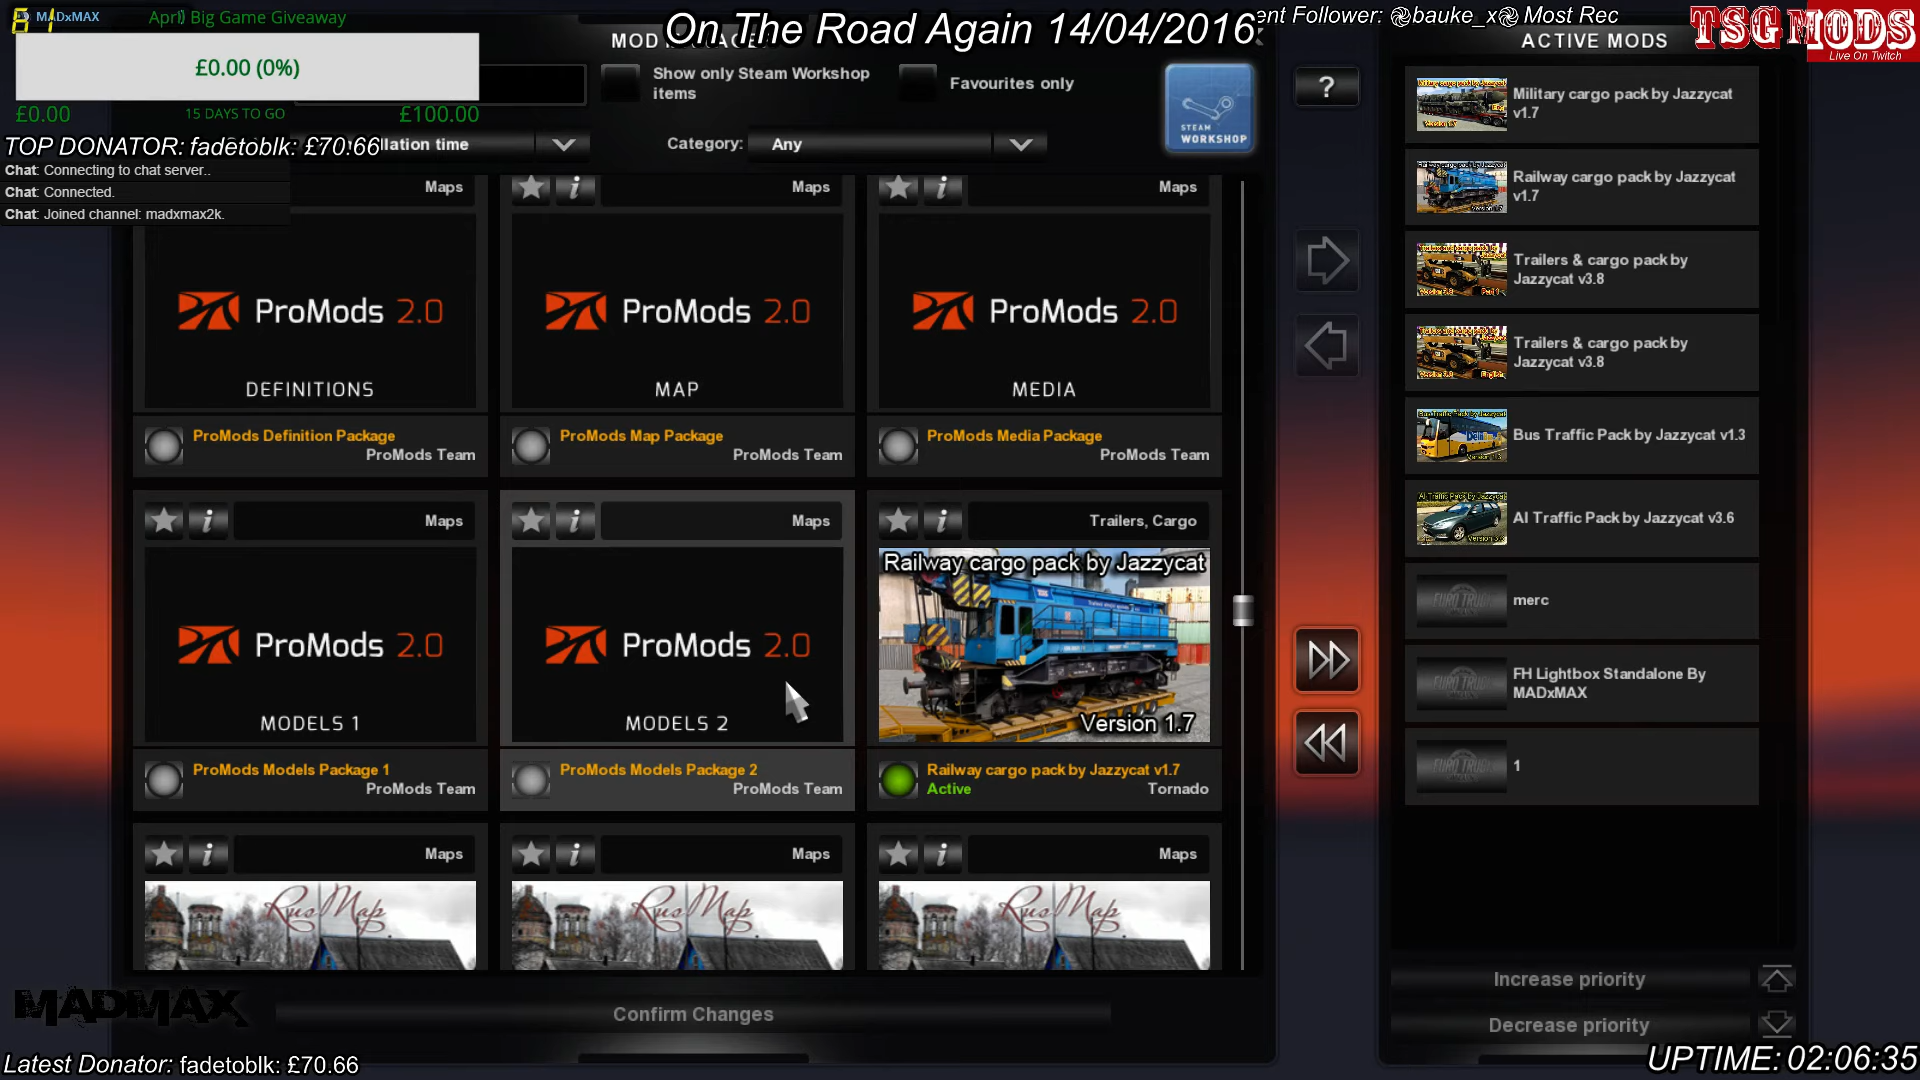 MADxMAX
April Big Game Giveaway
£0.00 (0%)
£0.00
15 DAYS TO GO
£100.00
TOP DONATOR: fadetoblk: £70.66
Chat: Connecting to chat server..
Chat: Connected.
Chat: Joined channel: madxmax2k.
On The Road Again 14/04/2016
ent Follower: @bauke_x@ Most Rec
TSG MODS
Live On Twitch
Show only Steam Workshop
items
Favourites only
STEAM
WORKSHOP
?
llation time
Category:
Any
Maps
Maps
Maps
ProMods 2.0
DEFINITIONS
ProMods 2.0
MAP
ProMods 2.0
MEDIA
ProMods Definition Package
ProMods Team
ProMods Map Package
ProMods Team
ProMods Media Package
ProMods Team
Maps
Maps
Trailers, Cargo
ProMods 2.0
MODELS 1
ProMods 2.0
MODELS 2
Railway cargo pack by Jazzycat
Version 1.7
ProMods Models Package 1
ProMods Team
ProMods Models Package 2
ProMods Team
Railway cargo pack by Jazzycat v1.7
Active
Tornado
Maps
Maps
Maps
RusMap
RusMap
RusMap
Confirm Changes
ACTIVE MODS
Military cargo pack by Jazzycat
v1.7
Railway cargo pack by Jazzycat
v1.7
Trailers & cargo pack by
Jazzycat v3.8
Trailers & cargo pack by
Jazzycat v3.8
Bus Traffic Pack by Jazzycat v1.3
AI Traffic Pack by Jazzycat v3.6
merc
FH Lightbox Standalone By
MADxMAX
1
Increase priority
Decrease priority
MADMAX
Latest Donator: fadetoblk: £70.66
UPTIME: 02:06:35